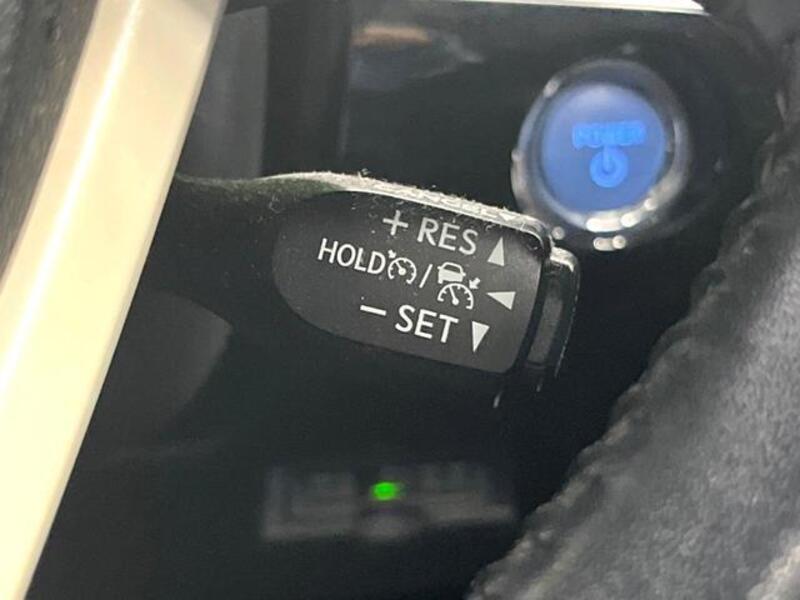 POWER
+ RES ▲
HOLD / ◀
− SET ▼